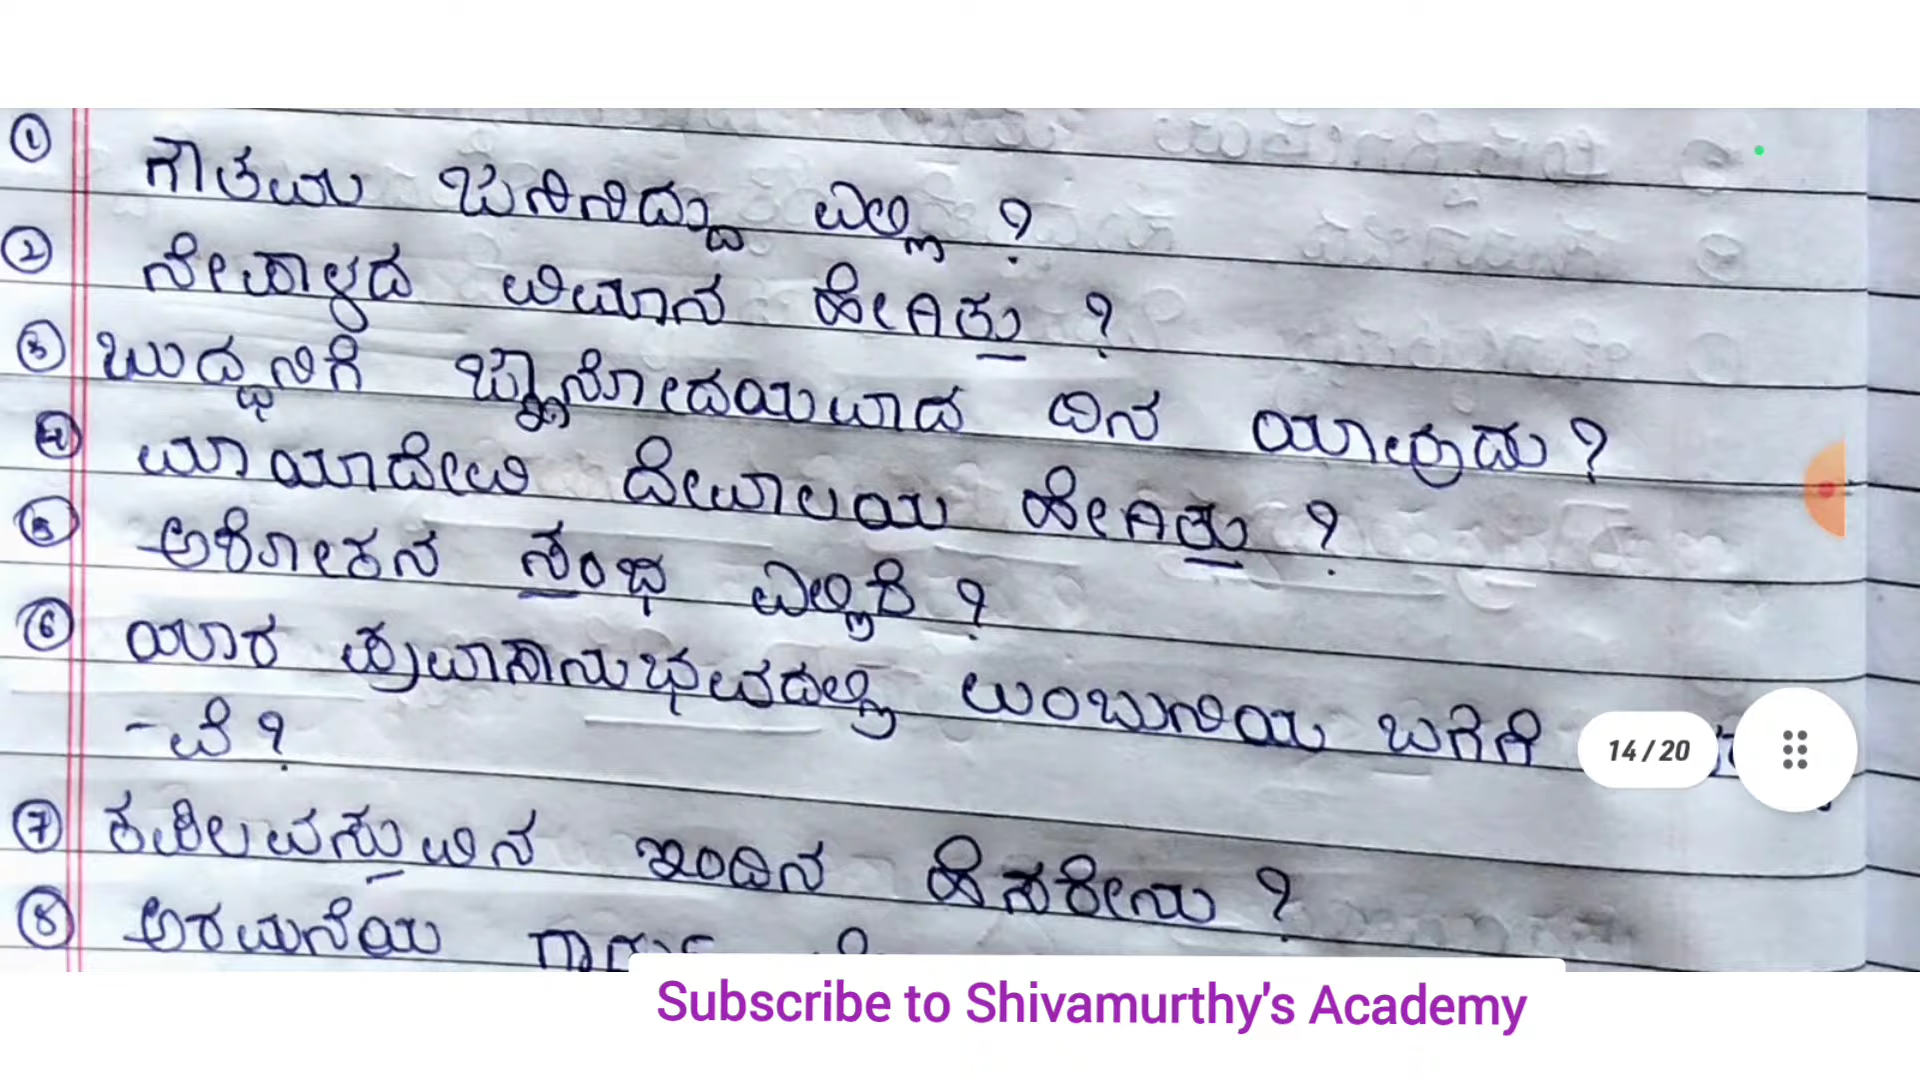 ① ಗೌತಮ ಜನಿಸಿದ್ದು ಎಲ್ಲಿ ?
② ನೇಪಾಳದ ವಿಮಾನ ಹೇಗಿತ್ತು ?
③ ಬುದ್ಧನಿಗೆ ಜ್ಞಾನೋದಯವಾದ ದಿನ ಯಾವುದು ?
④ ಮಾಯಾದೇವಿ ದೇವಾಲಯ ಹೇಗಿತ್ತು ?
⑤ ಅಶೋಕನ ಸ್ತಂಭ ಎಲ್ಲಿದೆ ?
⑥ ಯಾರ ಪ್ರವಾಸಾನುಭವದಲ್ಲಿ ಲುಂಬಿನಿಯ ಬಗೆಗೆ
- ವೆ ?
14 / 20
⑦ ಕಪಿಲವಸ್ತುವಿನ ಇಂದಿನ ಹೆಸರೇನು ?
⑧ ಅರಮನೆಯ
Subscribe to Shivamurthy's Academy